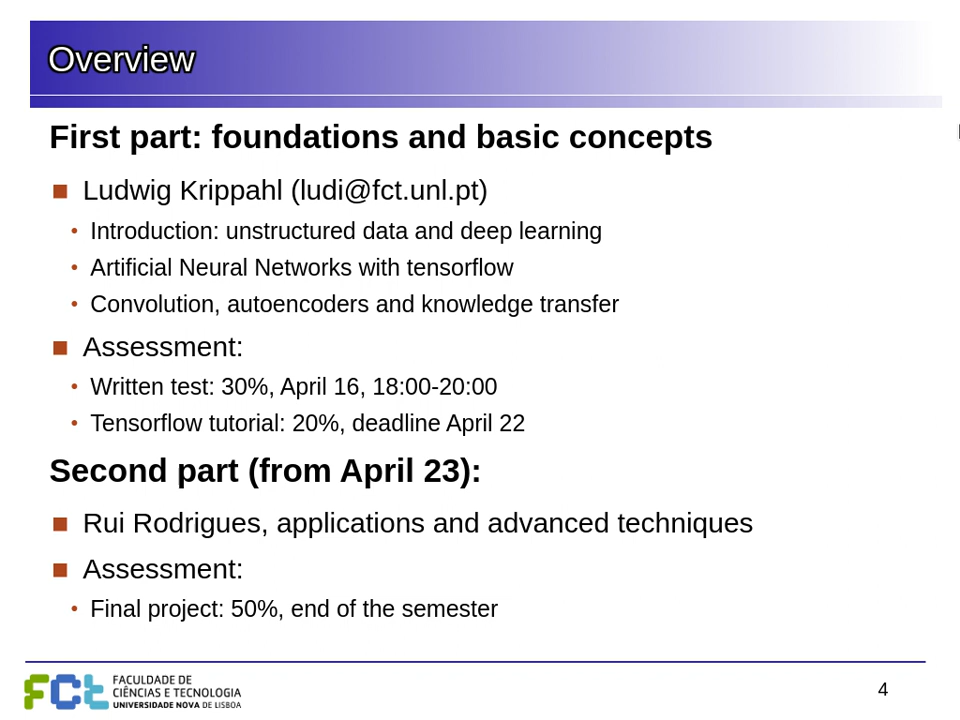 Overview
First part: foundations and basic concepts
Ludwig Krippahl (ludi@fct.unl.pt)
Introduction: unstructured data and deep learning
Artificial Neural Networks with tensorflow
Convolution, autoencoders and knowledge transfer
Assessment:
Written test: 30%, April 16, 18:00-20:00
Tensorflow tutorial: 20%, deadline April 22
Second part (from April 23):
Rui Rodrigues, applications and advanced techniques
Assessment:
Final project: 50%, end of the semester
FCt
FACULDADE DE
CIÊNCIAS E TECNOLOGIA
UNIVERSIDADE NOVA DE LISBOA
4